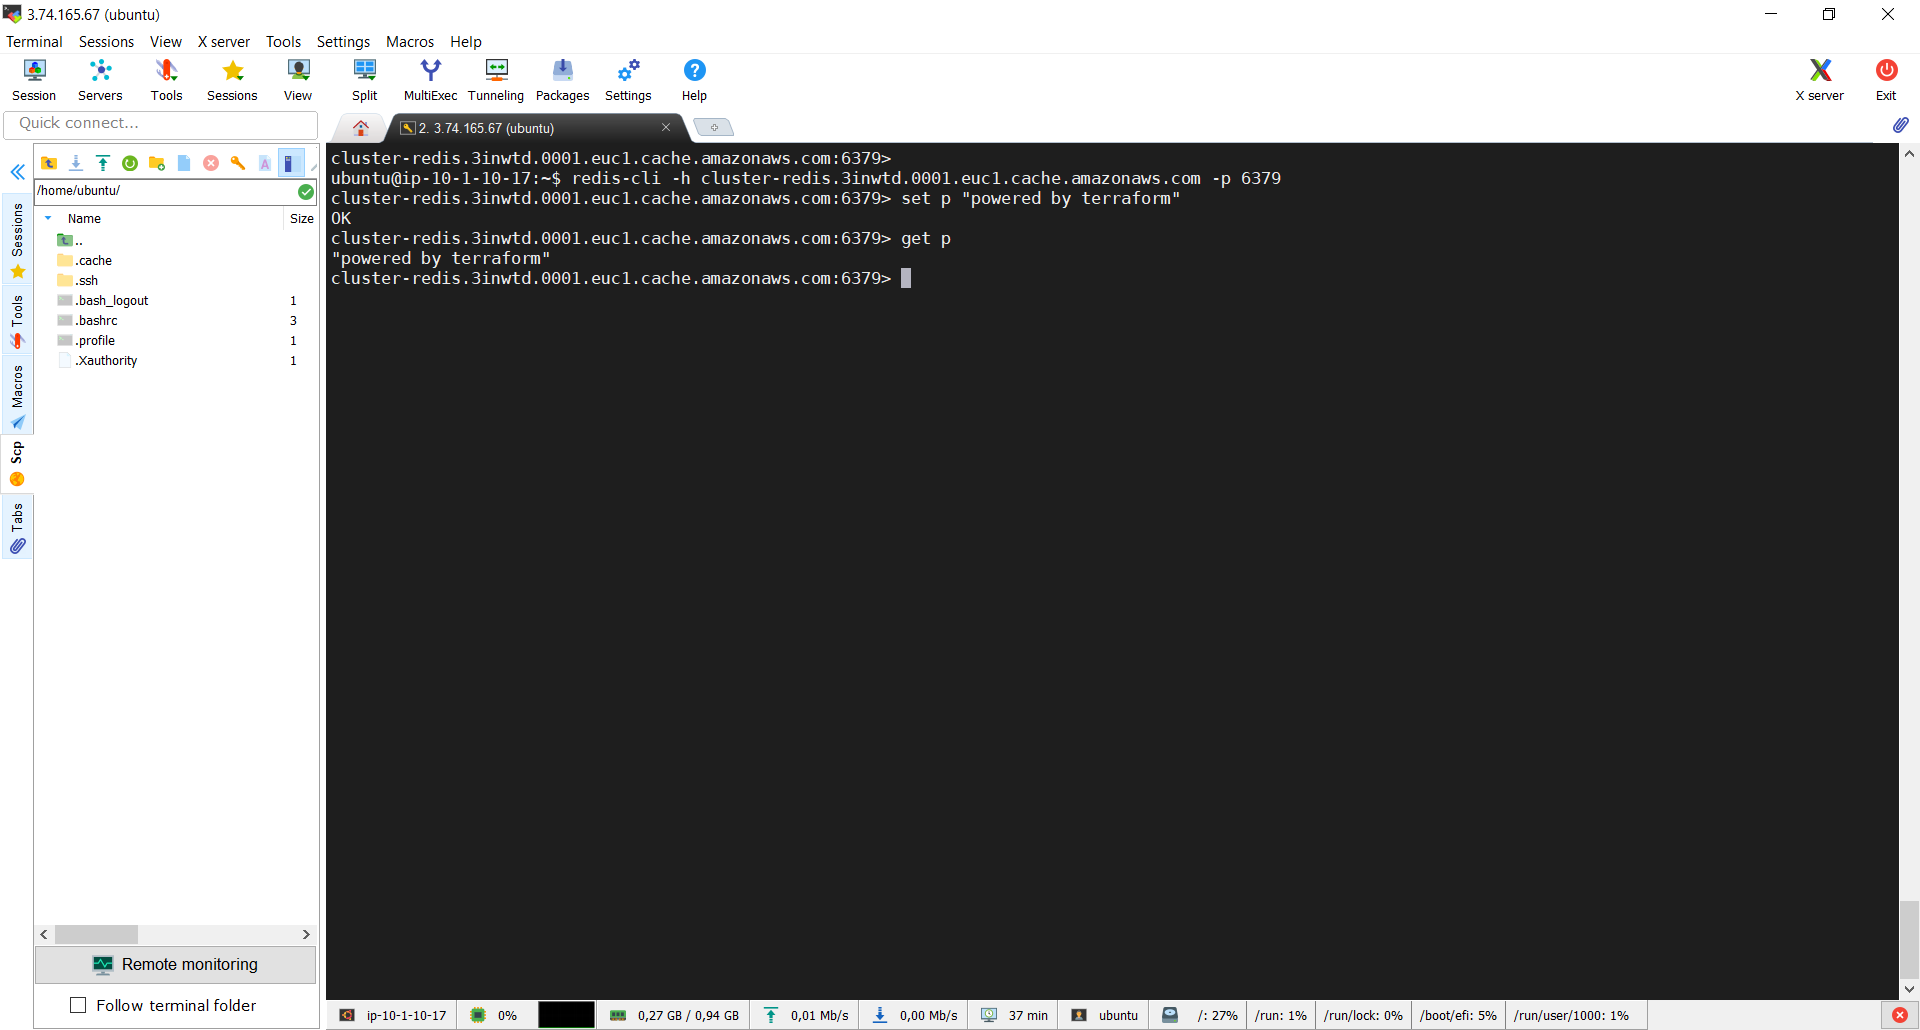 3.74.165.67 (ubuntu)
Terminal Sessions View X server Tools Settings Macros Help
Session Servers Tools Sessions View Split MultiExec Tunneling Packages Settings Help X server Exit
Quick connect...
2. 3.74.165.67 (ubuntu)
/home/ubuntu/
Name Size
..
.cache
.ssh
.bash_logout 1
.bashrc 3
.profile 1
.Xauthority 1
Sessions
Tools
Macros
Scp
Tabs
Remote monitoring
Follow terminal folder
cluster-redis.3inwtd.0001.euc1.cache.amazonaws.com:6379>
ubuntu@ip-10-1-10-17:~$ redis-cli -h cluster-redis.3inwtd.0001.euc1.cache.amazonaws.com -p 6379
cluster-redis.3inwtd.0001.euc1.cache.amazonaws.com:6379> set p "powered by terraform"
OK
cluster-redis.3inwtd.0001.euc1.cache.amazonaws.com:6379> get p
"powered by terraform"
cluster-redis.3inwtd.0001.euc1.cache.amazonaws.com:6379>
ip-10-1-10-17 0% 0,27 GB / 0,94 GB 0,01 Mb/s 0,00 Mb/s 37 min ubuntu /: 27% /run: 1% /run/lock: 0% /boot/efi: 5% /run/user/1000: 1%